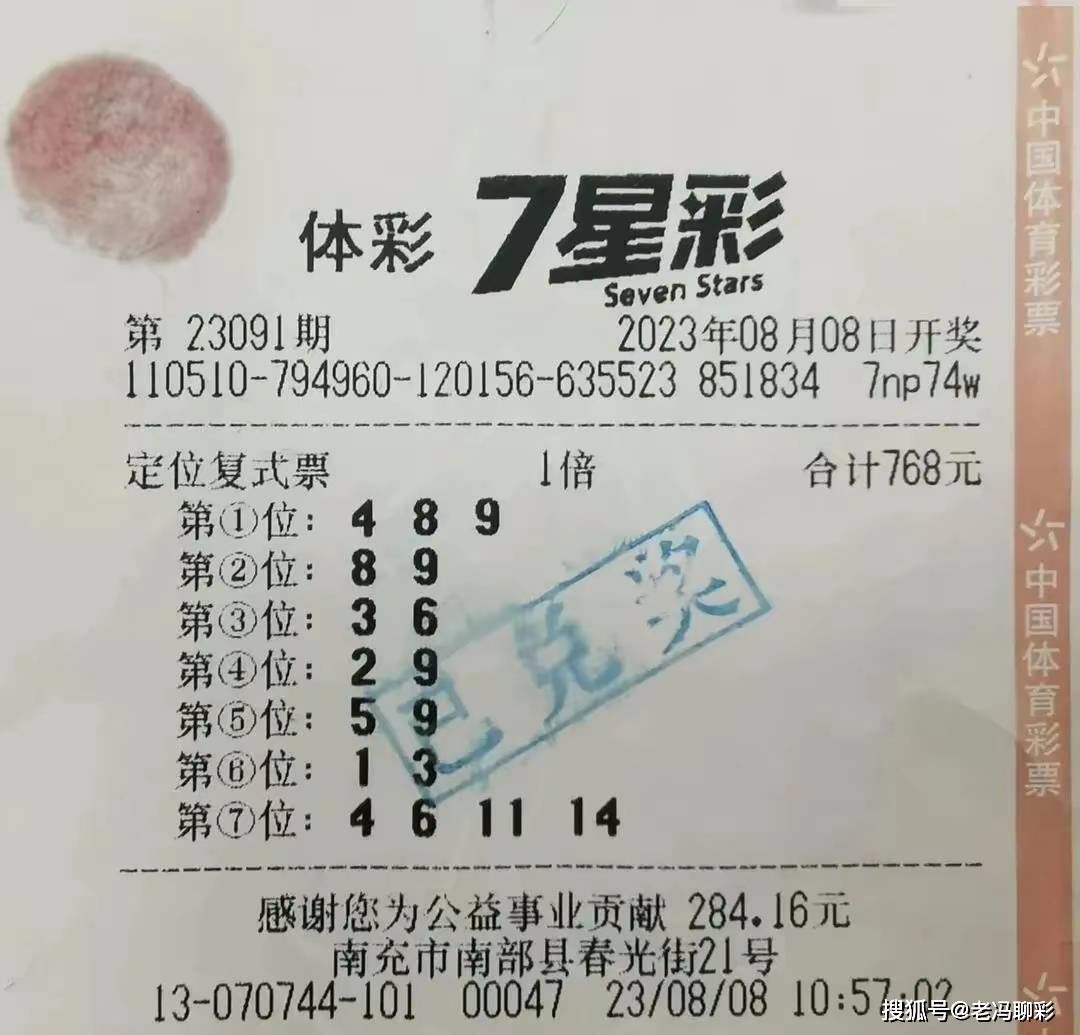 体彩 7星彩
Seven Stars
第 23091期 2023年08月08日开奖
110510-794960-120156-635523 851834 7np74w
定位复式票 1倍 合计768元
第①位: 4 8 9
第②位: 8 9
第③位: 3 6
第④位: 2 9
第⑤位: 5 9
第⑥位: 1 3
第⑦位: 4 6 11 14
已兑奖
感谢您为公益事业贡献 284.16元
南充市南部县春光街21号
13-070744-101 00047 23/08/08 10:57:02
中国体育彩票
中国体育彩票
搜狐号@老冯聊彩